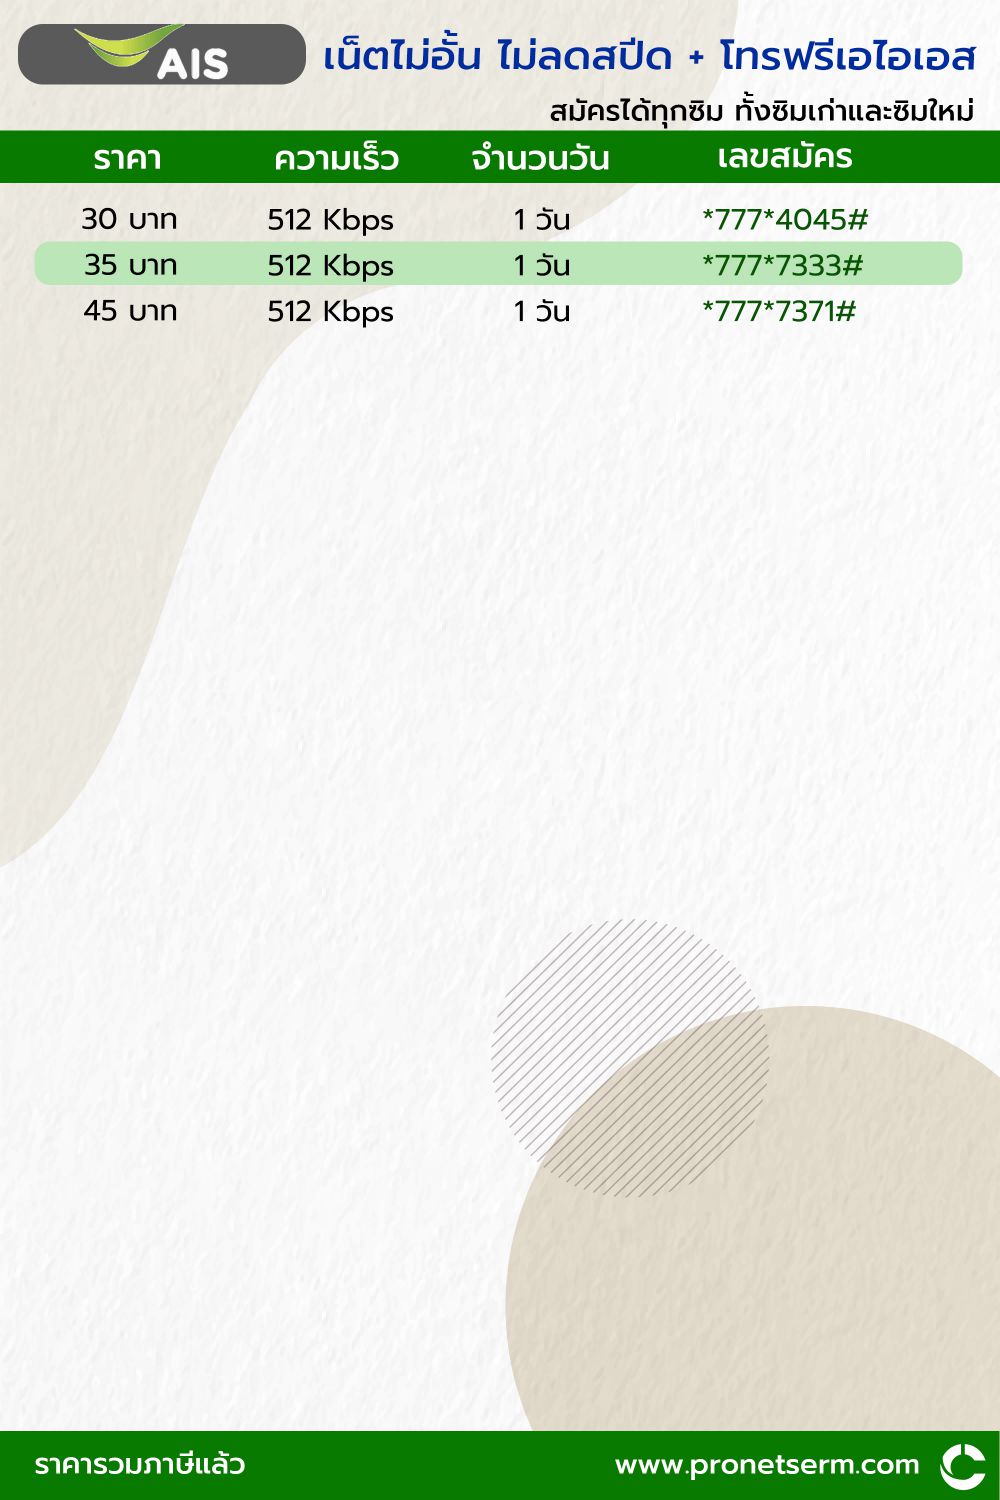 AIS
เน็ตไม่อั้น ไม่ลดสปีด + โทรฟรีเอไอเอส
สมัครได้ทุกซิม ทั้งซิมเก่าและซิมใหม่
ราคา ความเร็ว จำนวนวัน เลขสมัคร
30 บาท 512 Kbps 1 วัน *777*4045#
35 บาท 512 Kbps 1 วัน *777*7333#
45 บาท 512 Kbps 1 วัน *777*7371#
ราคารวมภาษีแล้ว www.pronetserm.com